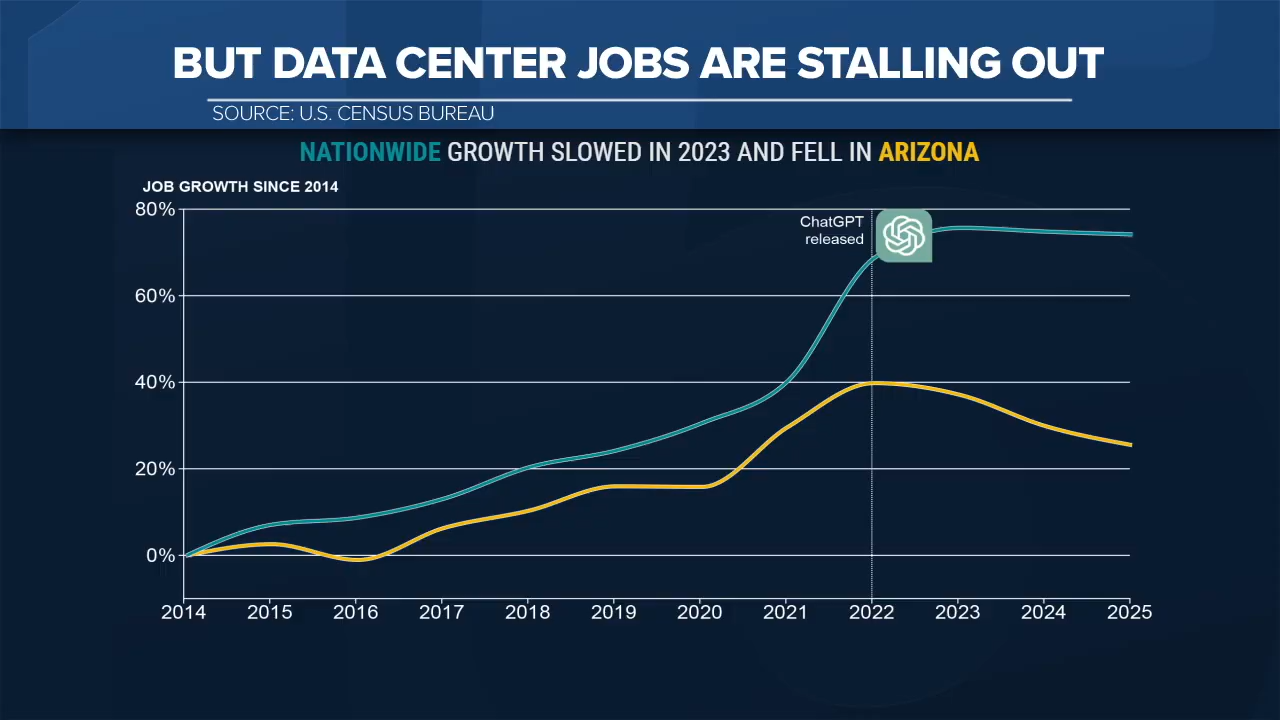 BUT DATA CENTER JOBS ARE STALLING OUT
SOURCE: U.S. CENSUS BUREAU
NATIONWIDE GROWTH SLOWED IN 2023 AND FELL IN ARIZONA
JOB GROWTH SINCE 2014
80%
ChatGPT
released
60%
40%
20%
0%
2014 2015 2016 2017 2018 2019 2020 2021 2022 2023 2024 2025